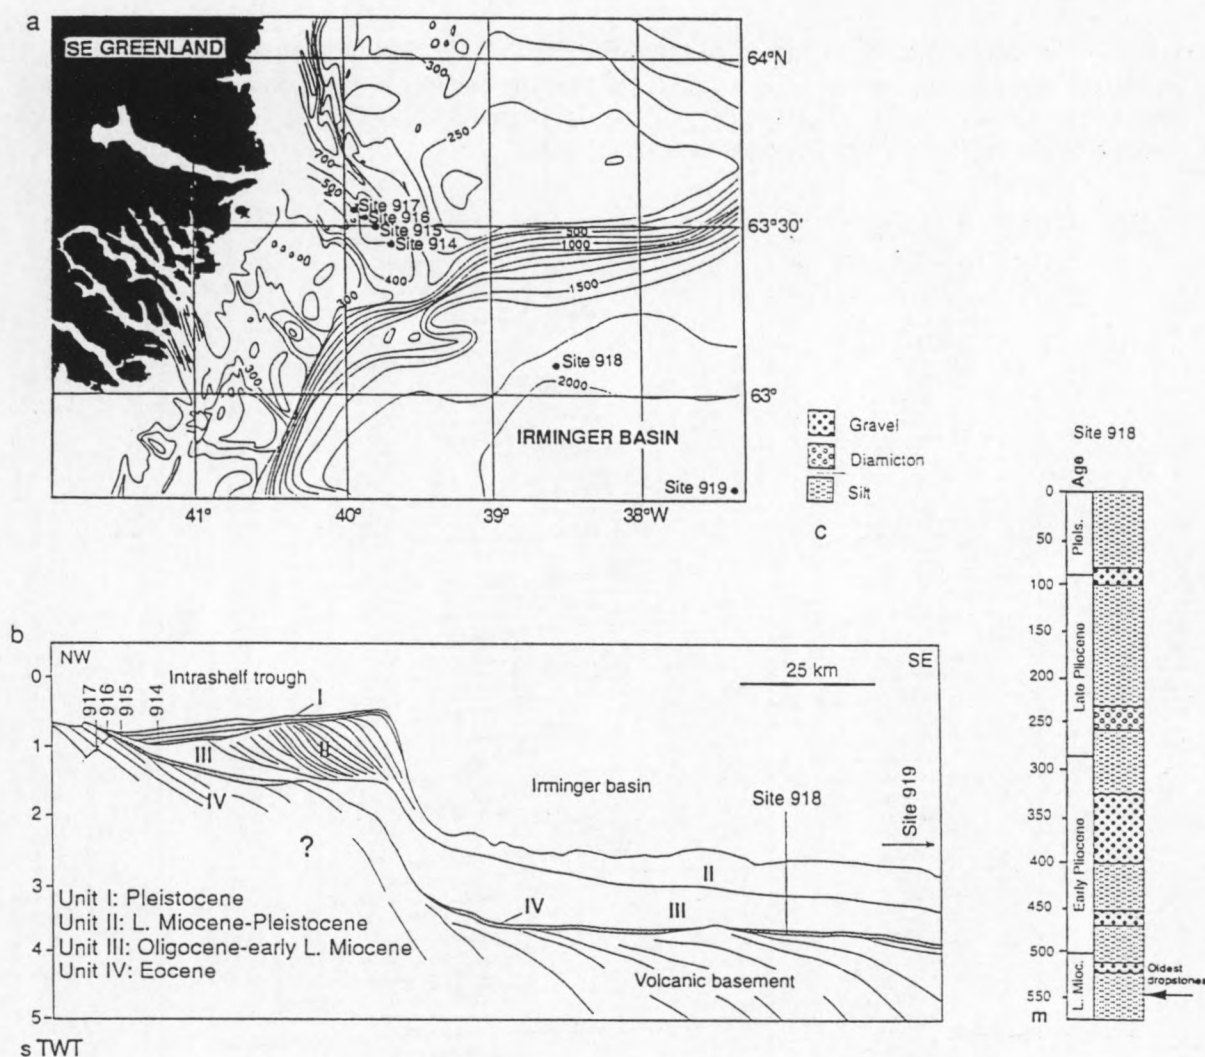 a
SE GREENLAND
300
64°N
250
700
500
Site 917
Site 916
Site 915
Site 914
63°30'
500
1000
400
1500
300
Site 918
2000
63°
IRMINGER BASIN
Site 919
41°
40°
39°
38°W
c
Gravel
Diamicton
Silt
Site 918
Age
0
50
100
150
200
250
300
350
400
450
500
550
m
Pleis.
Late Pliocene
Early Pliocene
L. Mioc.
Oldest
dropstones
b
NW
SE
Intrashelf trough
25 km
917
916
915
914
I
II
III
IV
Irminger basin
Site 918
Site 919
?
II
IV
III
Volcanic basement
Unit I: Pleistocene
Unit II: L. Miocene-Pleistocene
Unit III: Oligocene-early L. Miocene
Unit IV: Eocene
0
1
2
3
4
5
s TWT